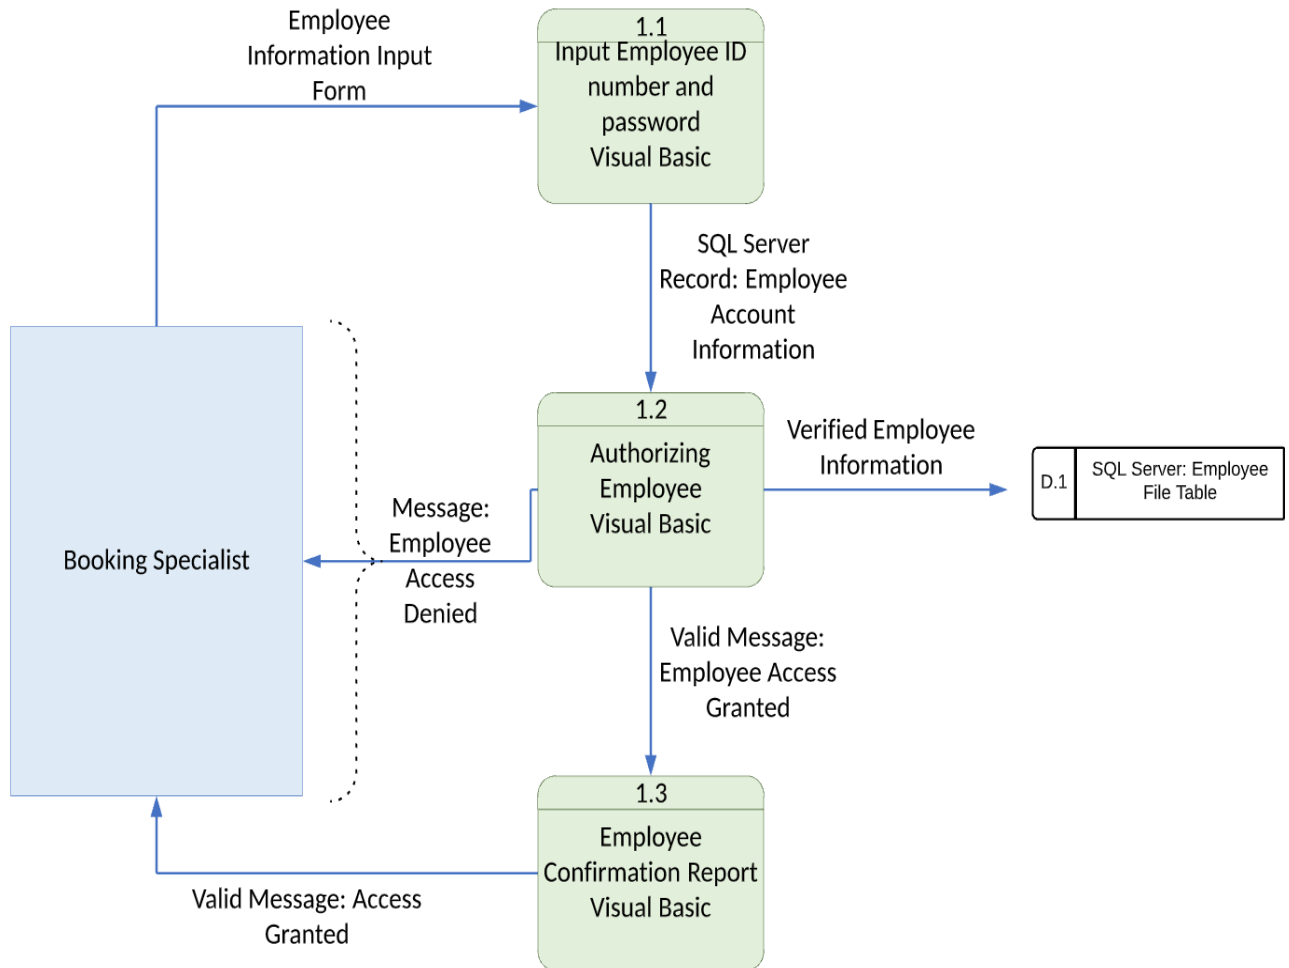 Employee
Information Input
Form
1.1
Input Employee ID
number and
password
Visual Basic
SQL Server
Record: Employee
Account
Information
1.2
Authorizing
Employee
Visual Basic
Verified Employee
Information
D.1
SQL Server: Employee
File Table
Message:
Employee
Access
Denied
Booking Specialist
Valid Message:
Employee Access
Granted
1.3
Employee
Confirmation Report
Visual Basic
Valid Message: Access
Granted